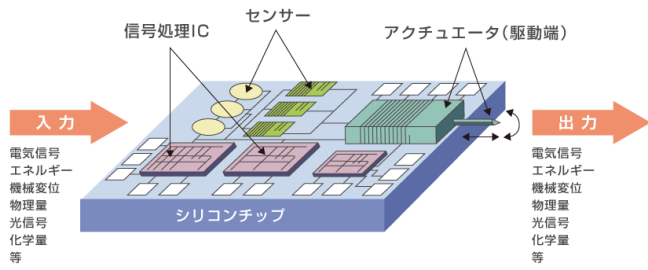 センサー
信号処理IC
アクチュエータ(駆動端)
入 力
電気信号
エネルギー
機械変位
物理量
光信号
化学量
等
シリコンチップ
出 力
電気信号
エネルギー
機械変位
物理量
光信号
化学量
等